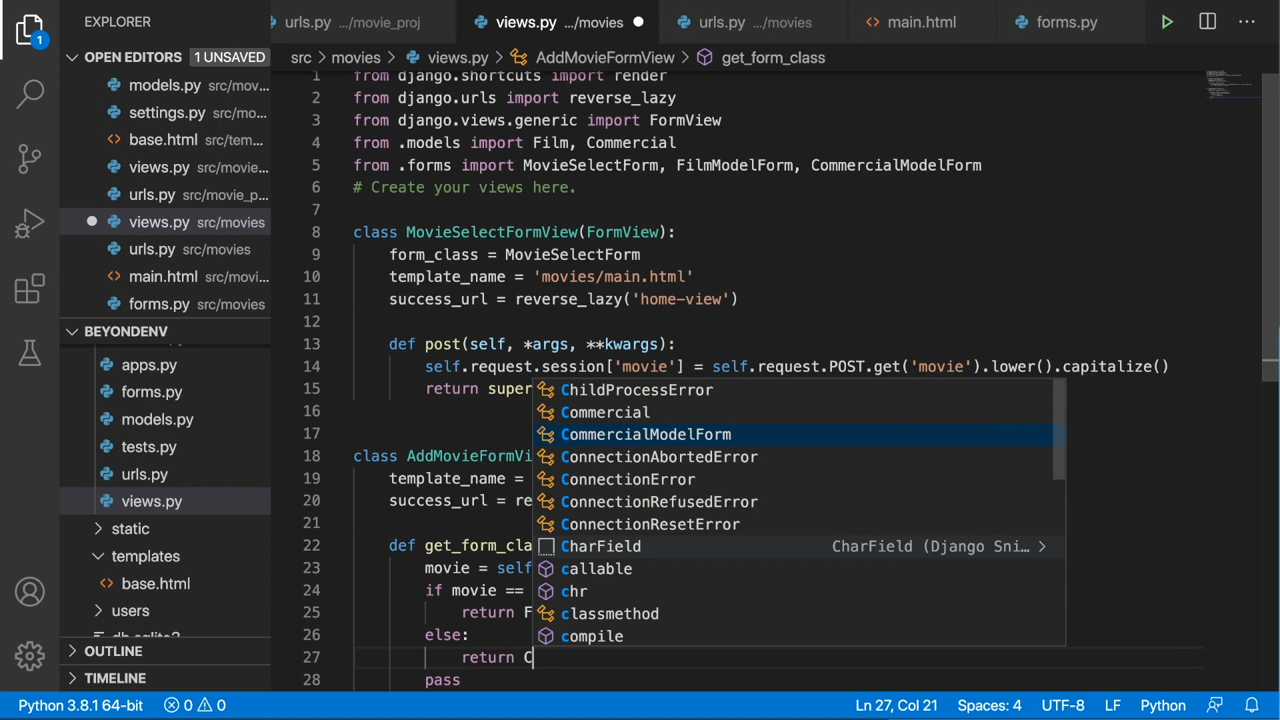 EXPLORER
urls.py .../movie_proj
views.py .../movies
urls.py .../movies
main.html
forms.py
1
OPEN EDITORS 1 UNSAVED
src > movies > views.py > AddMovieFormView > get_form_class
models.py src/mov...
settings.py src/mo...
base.html src/tem...
views.py src/movie...
urls.py src/movie_p...
views.py src/movies
urls.py src/movies
main.html src/movi...
forms.py src/movies
BEYONDENV
apps.py
forms.py
models.py
tests.py
urls.py
views.py
static
templates
base.html
users
db.sqlite3
OUTLINE
TIMELINE
1 from django.shortcuts import render
2 from django.urls import reverse_lazy
3 from django.views.generic import FormView
4 from .models import Film, Commercial
5 from .forms import MovieSelectForm, FilmModelForm, CommercialModelForm
6 # Create your views here.
7
8 class MovieSelectFormView(FormView):
9 form_class = MovieSelectForm
10 template_name = 'movies/main.html'
11 success_url = reverse_lazy('home-view')
12
13 def post(self, *args, **kwargs):
14 self.request.session['movie'] = self.request.POST.get('movie').lower().capitalize()
15 return super
16
17
18 class AddMovieFormVi
19 template_name =
20 success_url = re
21
22 def get_form_cla
23 movie = self
24 if movie ==
25 return F
26 else:
27 return C
28 pass
ChildProcessError
Commercial
CommercialModelForm
ConnectionAbortedError
ConnectionError
ConnectionRefusedError
ConnectionResetError
CharField CharField (Django Sni... >
callable
chr
classmethod
compile
Python 3.8.1 64-bit 0 0 Ln 27, Col 21 Spaces: 4 UTF-8 LF Python